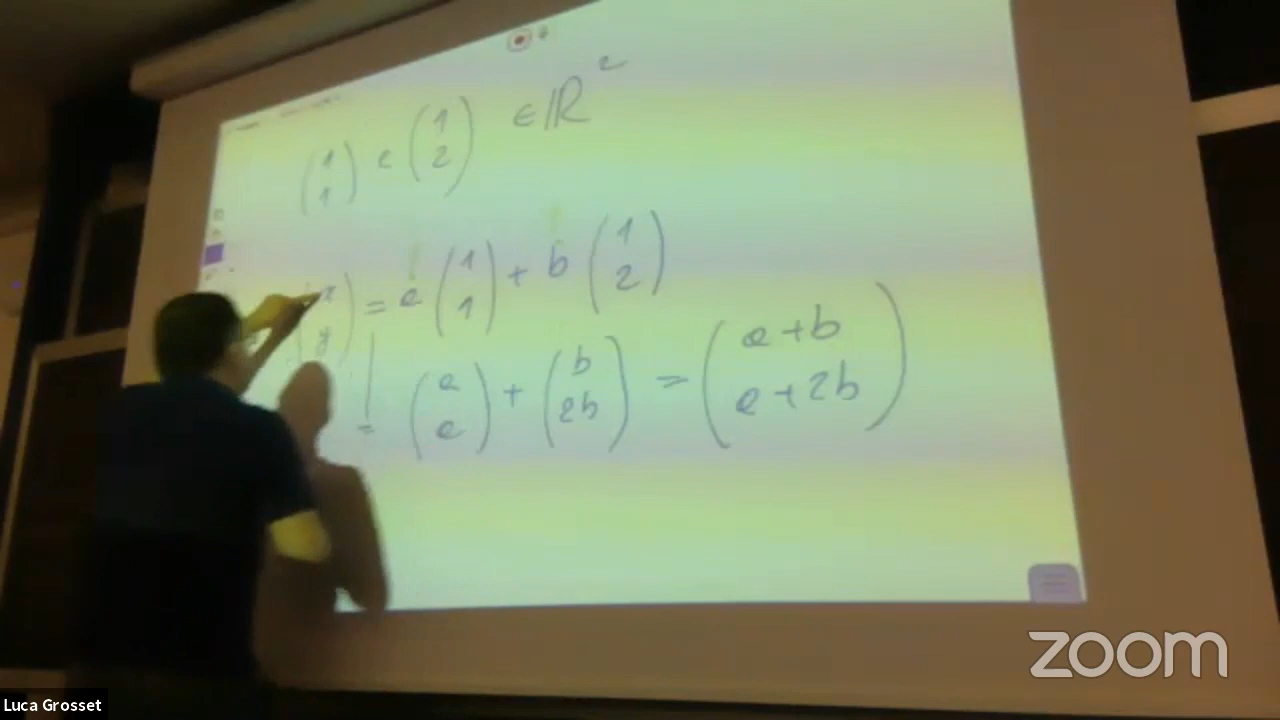 (1 1) e (1 2) ∈ ℝ²
(x y) = a (1 1) + b (1 2)
= (a a) + (b 2b) = (a+b a+2b)
zoom
Luca Grosset